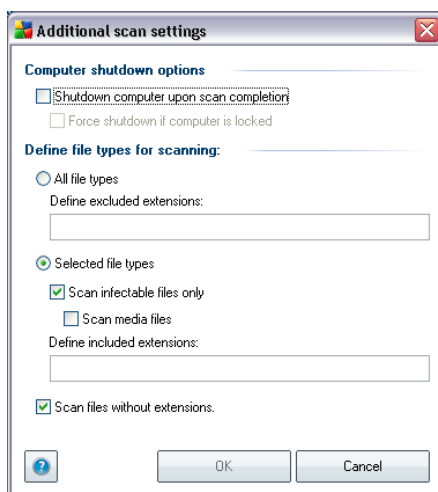 Additional scan settings
Computer shutdown options
Shutdown computer upon scan completion
Force shutdown if computer is locked
Define file types for scanning:
All file types
Define excluded extensions:
Selected file types
Scan infectable files only
Scan media files
Define included extensions:
Scan files without extensions.
? OK Cancel